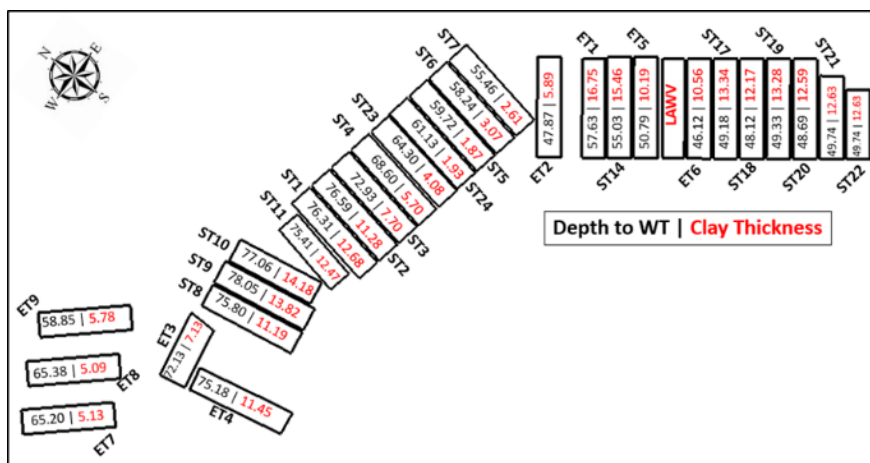 N
E
S
W
ST7
55.46 | 2.61
ST6
58.24 | 3.07
59.72 | 1.87
ST5
61.13 | 1.93
ST24
ST23
64.30 | 4.08
ST4
68.60 | 5.70
72.93 | 7.70
ST3
76.59 | 11.28
ST2
ST1
76.31 | 12.68
ST11
75.41 | 12.47
47.87 | 5.89
ET2
ET1
57.63 | 16.75
55.03 | 15.46
ST14
ET5
50.79 | 10.19
LAWV
ET6
ST17
46.12 | 10.56
49.18 | 13.34
48.12 | 12.17
ST18
ST19
49.33 | 13.28
48.69 | 12.59
ST20
ST21
49.74 | 12.63
49.74 | 12.63
ST22
Depth to WT | Clay Thickness
ST10
77.06 | 14.18
ST9
78.05 | 13.82
ST8
75.80 | 11.19
ET3
72.13 | 7.13
75.18 | 11.45
ET4
ET9
58.85 | 5.78
65.38 | 5.09
ET8
65.20 | 5.13
ET7